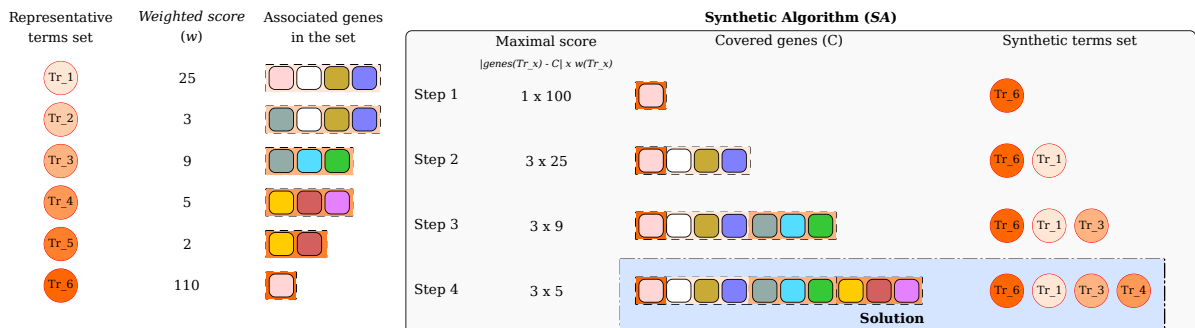 Representative
terms set
Weighted score
(w)
Associated genes
in the set
Tr_1
25
Tr_2
3
Tr_3
9
Tr_4
5
Tr_5
2
Tr_6
110
Synthetic Algorithm (SA)
Maximal score
|genes(Tr_x) - C| x w(Tr_x)
Covered genes (C)
Synthetic terms set
Step 1
1 x 100
Tr_6
Step 2
3 x 25
Tr_6 Tr_1
Step 3
3 x 9
Tr_6 Tr_1 Tr_3
Step 4
3 x 5
Tr_6 Tr_1 Tr_3 Tr_4
Solution